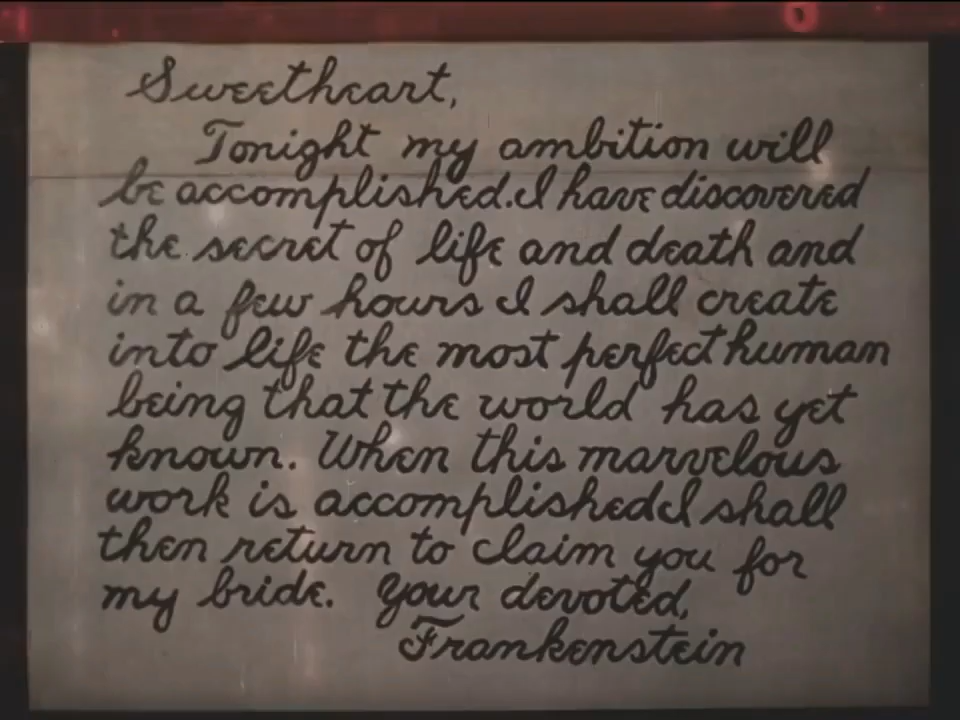 Sweetheart,
Tonight my ambition will
be accomplished. I have discovered
the secret of life and death and
in a few hours I shall create
into life the most perfect human
being that the world has yet
known. When this marvelous
work is accomplished I shall
then return to claim you for
my bride. Your devoted,
Frankenstein